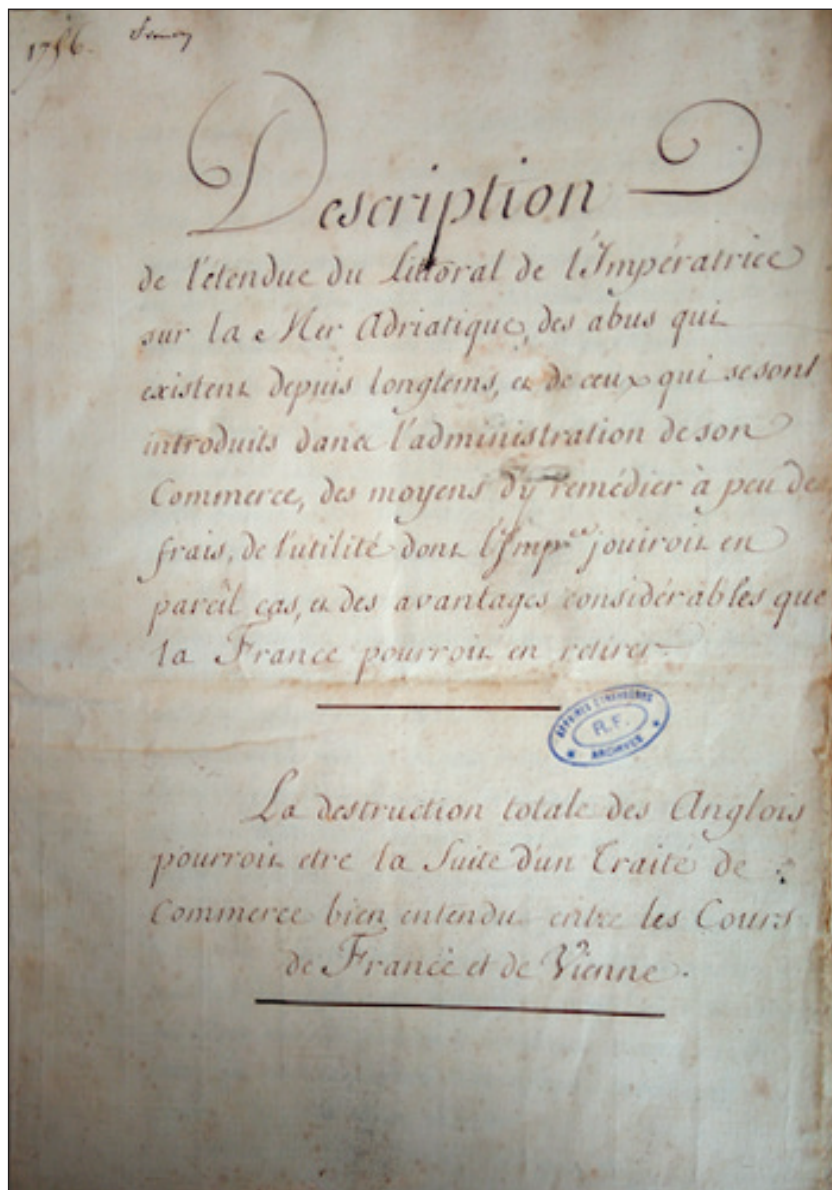 1756.
Description
de l'étendue du Littoral de l'Impératrice
sur la Mer Adriatique, des abus qui
existent depuis longtems, et de ceux qui se sont
introduits dans l'administration de son
Commerce, des moyens d'y remédier à peu de
frais, de l'utilité dont l'Imp.ce jouiroit en
pareil cas, et des avantages considérables que
la France pourroit en retirer.
AFFAIRES ETRANGERES
R.F.
ARCHIVES
La destruction totale des Anglois
pourroit etre la Suite d'un Traité de
Commerce bien entendu entre les Cours
de France et de Vienne.